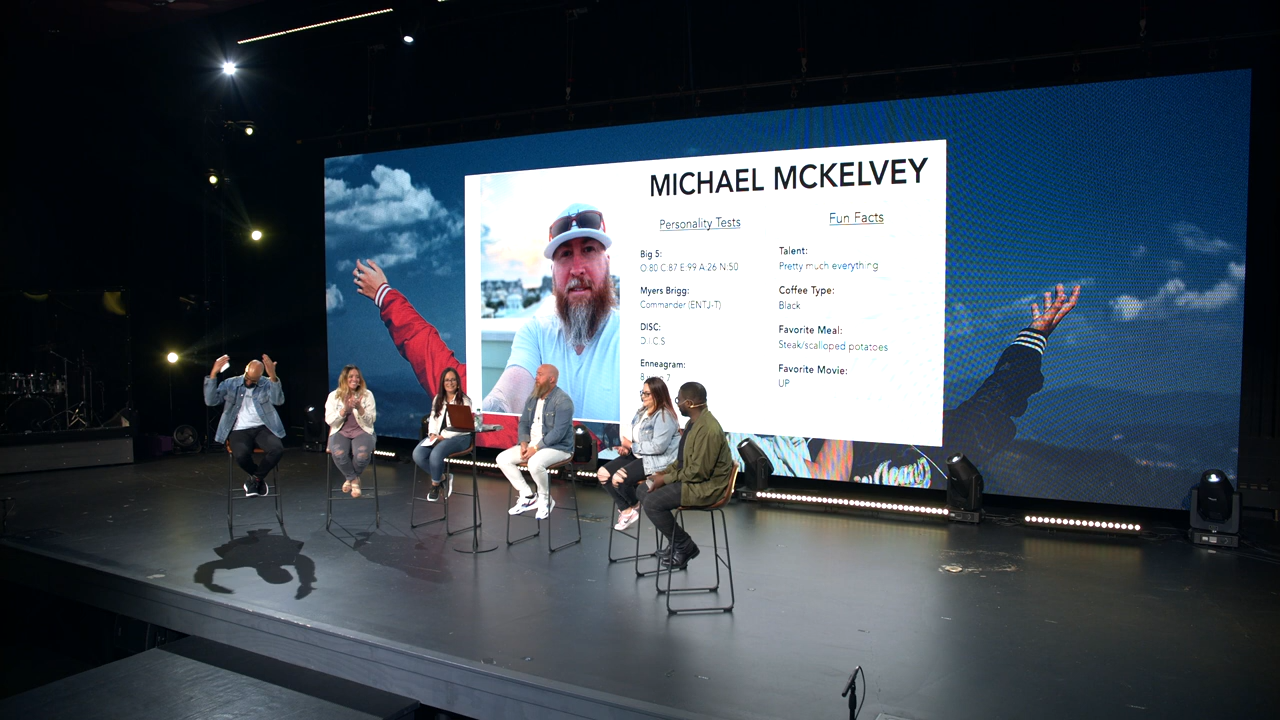 MICHAEL MCKELVEY
Personality Tests
Big 5:
O:80 C:87 E:99 A:26 N:50
Myers Brigg:
Commander (ENTJ-T)
DISC:
Enneagram:
Fun Facts
Talent:
Pretty much everything
Coffee Type:
Black
Favorite Meal:
Steak/scalloped potatoes
Favorite Movie:
UP